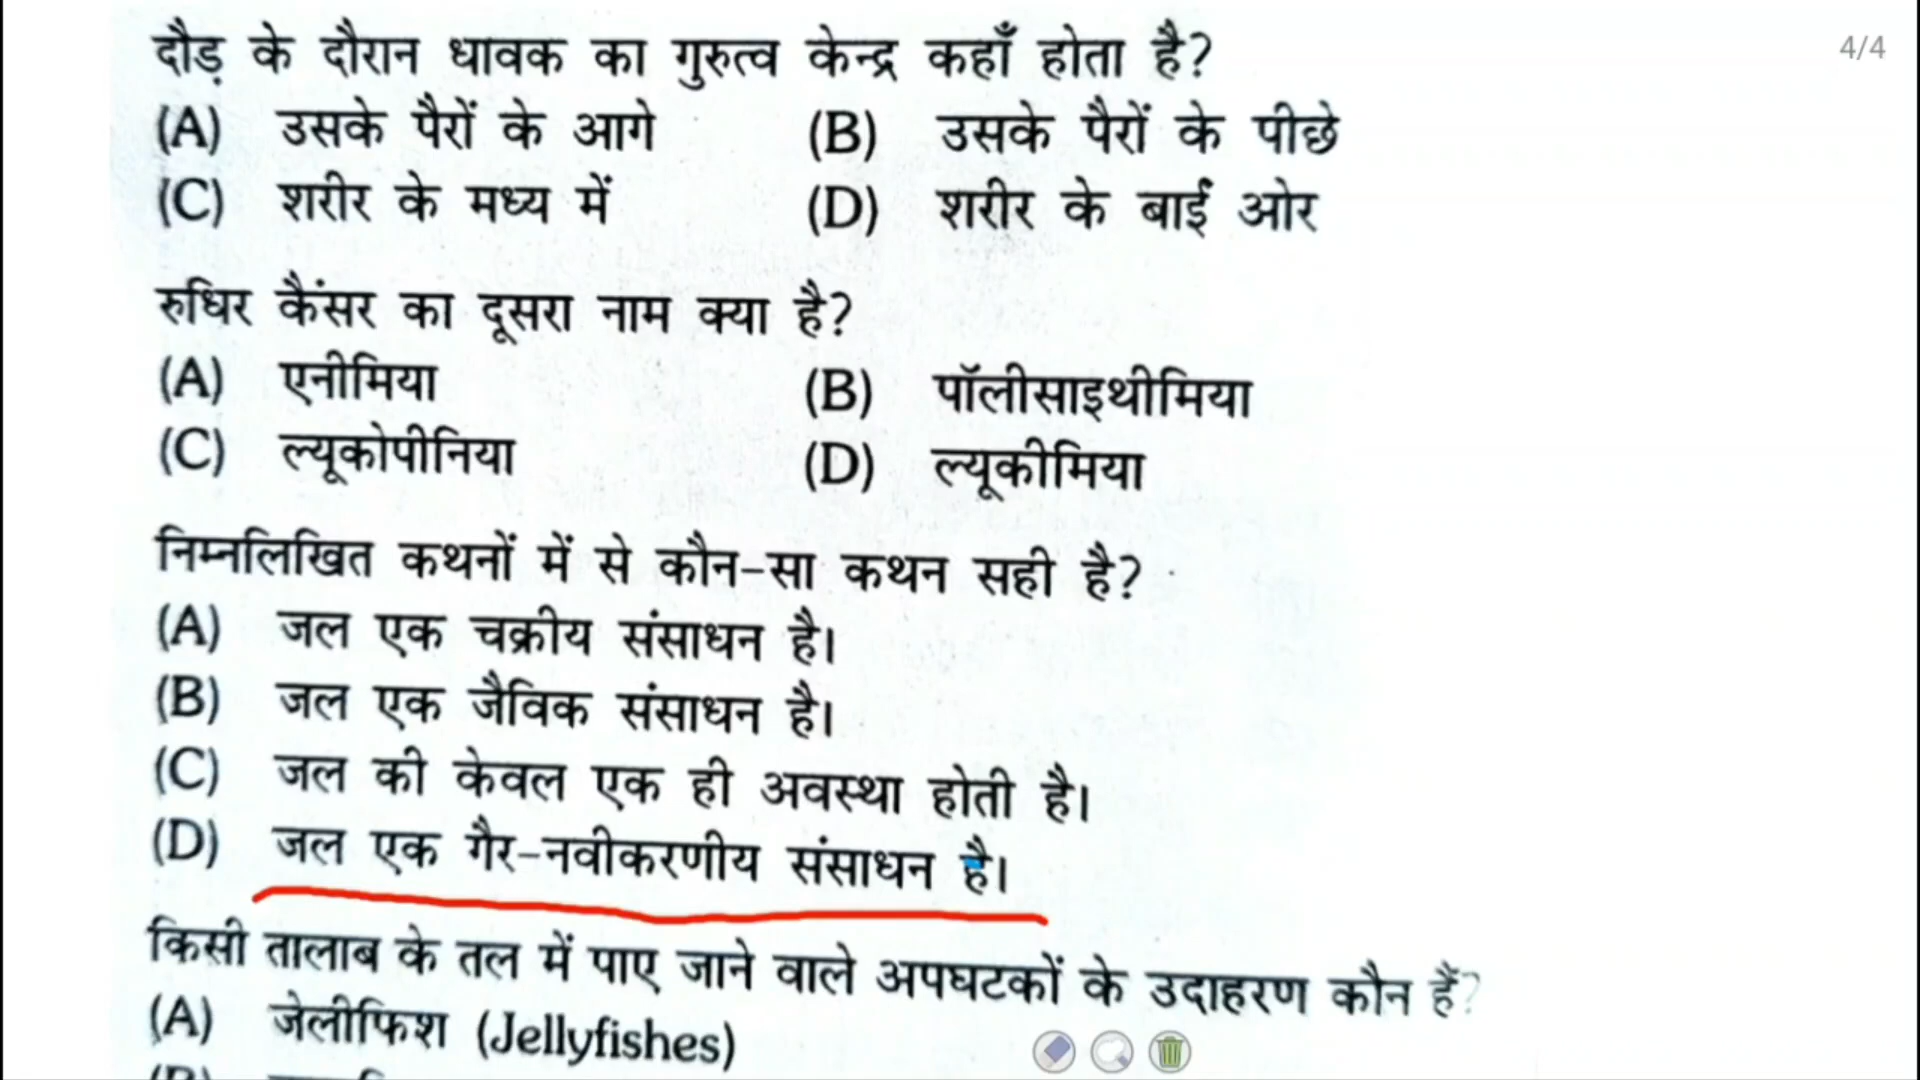 4/4
दौड़ के दौरान धावक का गुरुत्व केन्द्र कहाँ होता है?
(A) उसके पैरों के आगे (B) उसके पैरों के पीछे
(C) शरीर के मध्य में (D) शरीर के बाईं ओर
रुधिर कैंसर का दूसरा नाम क्या है?
(A) एनीमिया (B) पॉलीसाइथीमिया
(C) ल्यूकोपीनिया (D) ल्यूकीमिया
निम्नलिखित कथनों में से कौन-सा कथन सही है?
(A) जल एक चक्रीय संसाधन है।
(B) जल एक जैविक संसाधन है।
(C) जल की केवल एक ही अवस्था होती है।
(D) जल एक गैर-नवीकरणीय संसाधन है।
किसी तालाब के तल में पाए जाने वाले अपघटकों के उदाहरण कौन हैं?
(A) जेलीफिश (Jellyfishes)